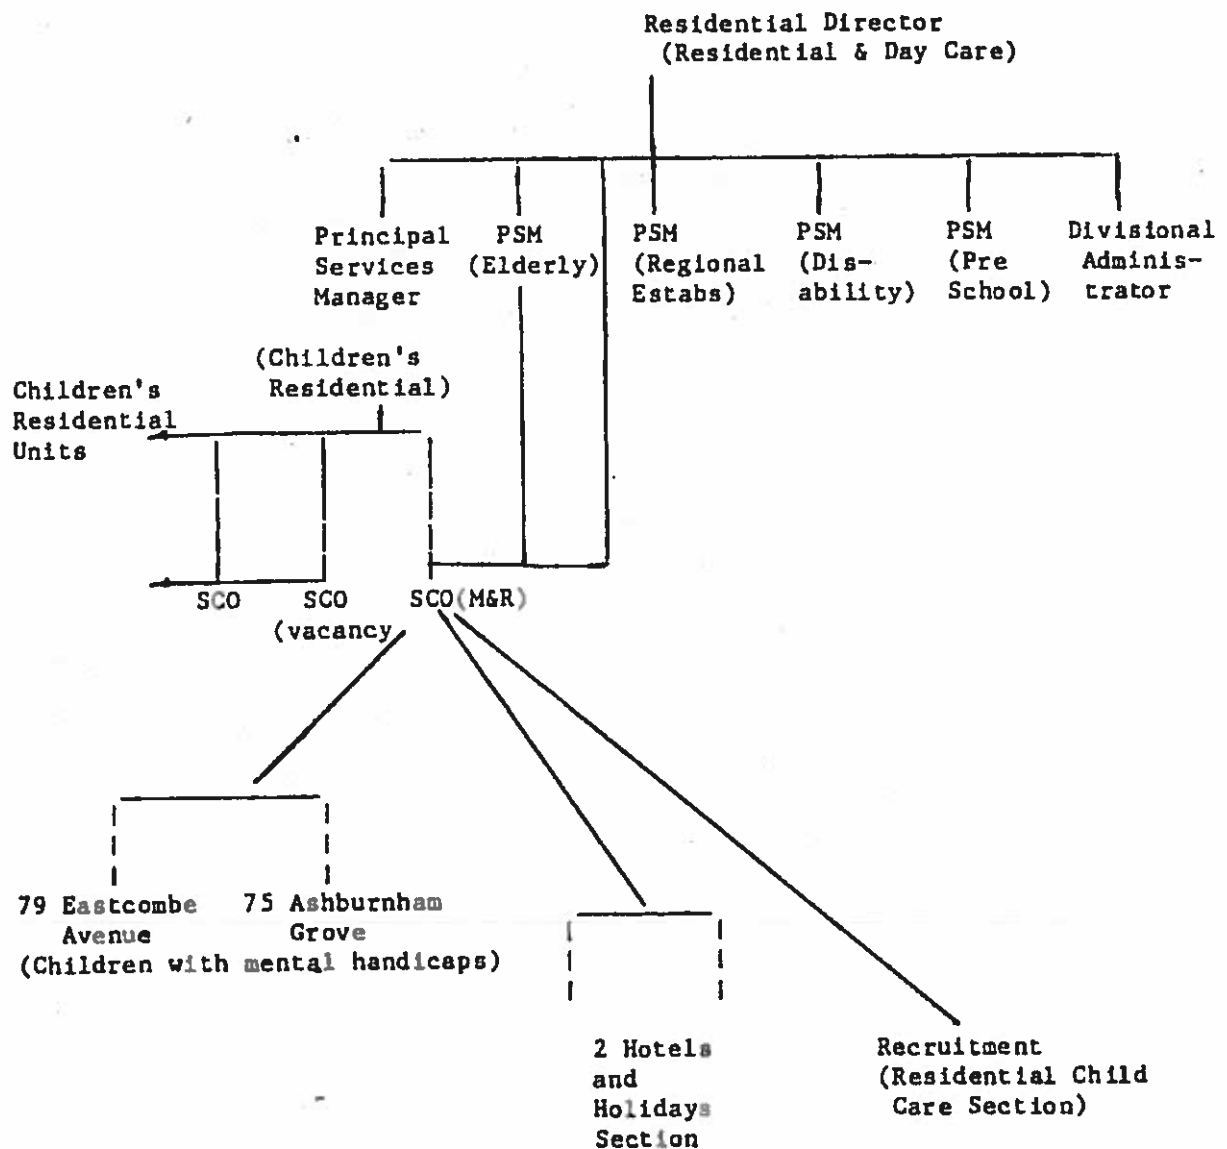 Residential Director
(Residential & Day Care)
Principal
Services
Manager
PSM
(Elderly)
PSM
(Regional
Estabs)
PSM
(Dis-
ability)
PSM
(Pre
School)
Divisional
Adminis-
trator
(Children's
Residential)
Children's
Residential
Units
SCO
SCO
(vacancy
SCO(M&R)
79 Eastcombe
Avenue
75 Ashburnham
Grove
(Children with mental handicaps)
2 Hotels
and
Holidays
Section
Recruitment
(Residential Child
Care Section)